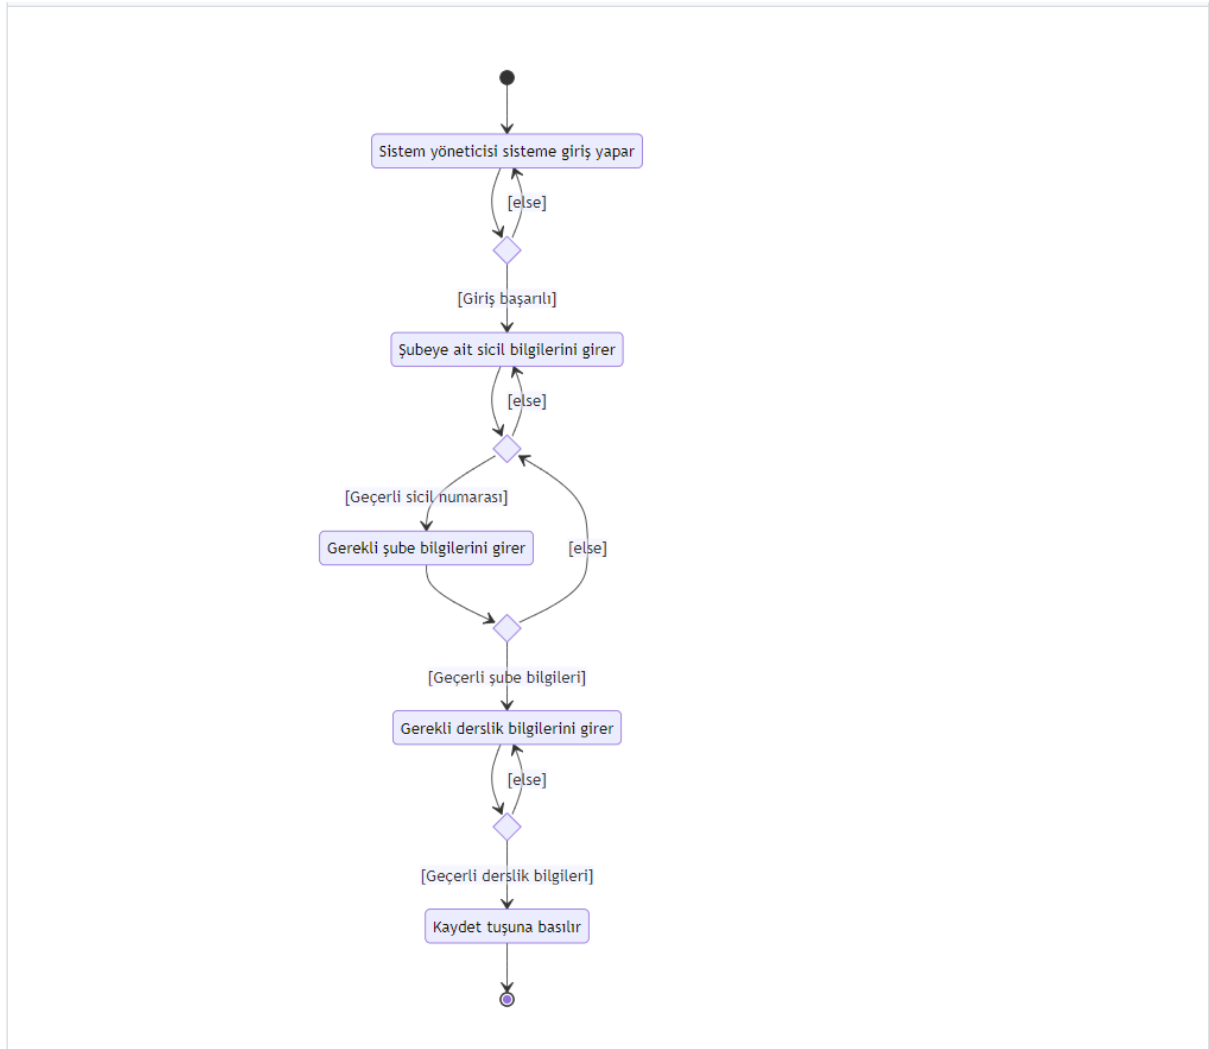 Sistem yöneticisi sisteme giriş yapar
[else]
[Giriş başarılı]
Şubeye ait sicil bilgilerini girer
[else]
[Geçerli sicil numarası]
Gerekli şube bilgilerini girer
[else]
[Geçerli şube bilgileri]
Gerekli derslik bilgilerini girer
[else]
[Geçerli derslik bilgileri]
Kaydet tuşuna basılır